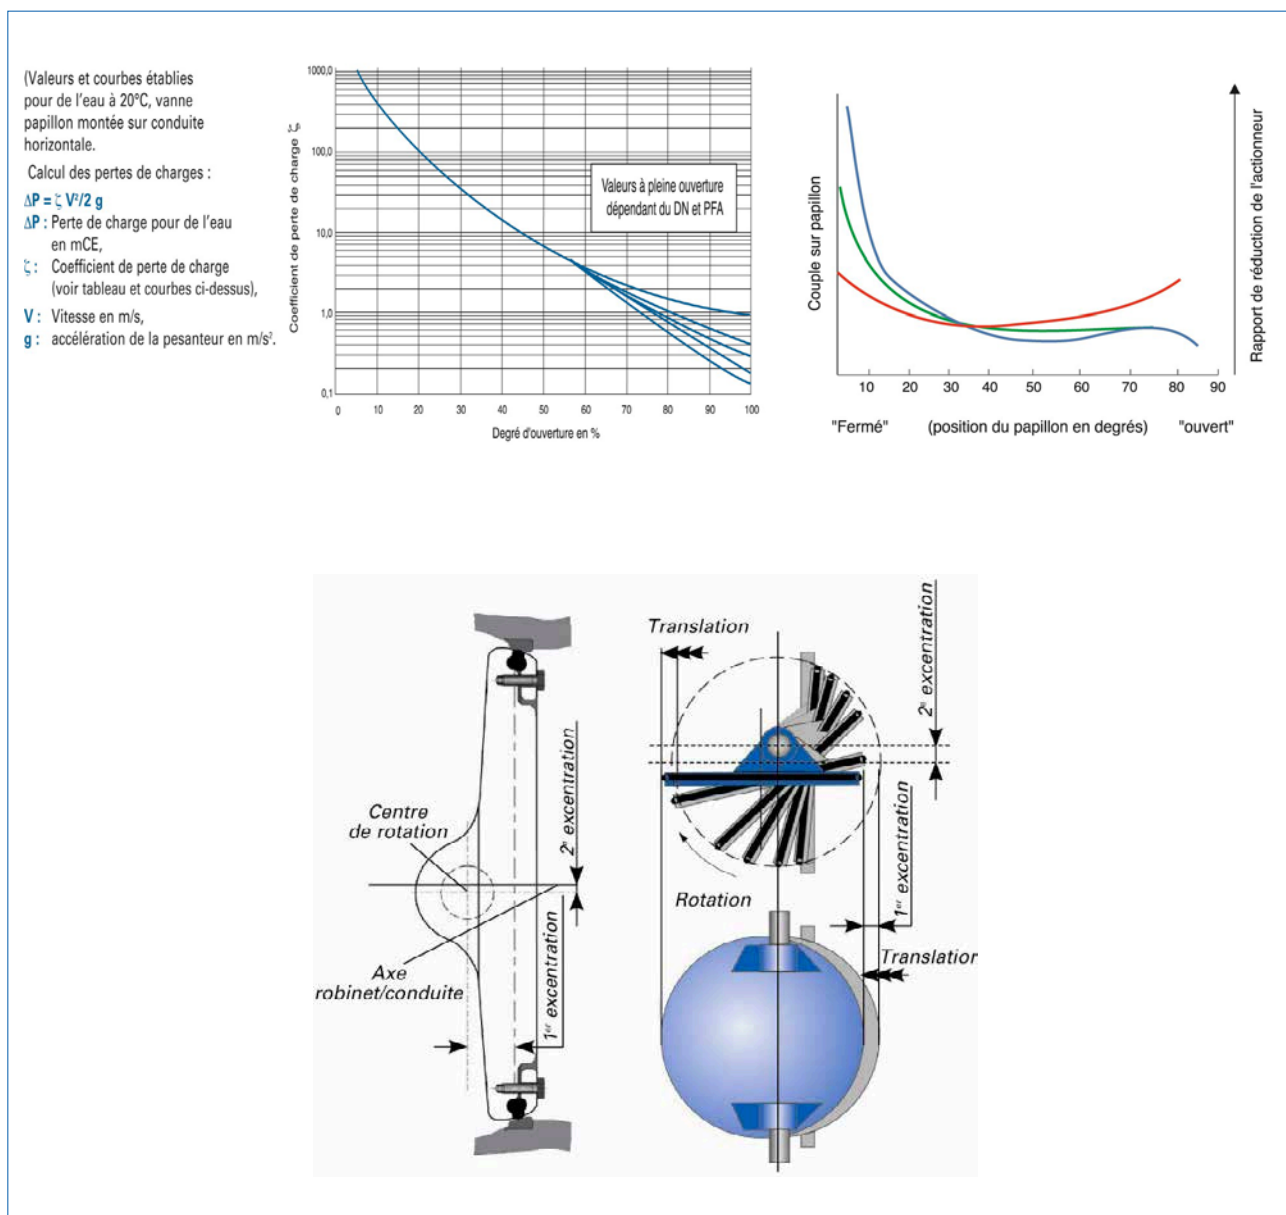 (Valeurs et courbes établies
pour de l'eau à 20°C, vanne
papillon montée sur conduite
horizontale.
Calcul des pertes de charges :
ΔP = ζ V²/2 g
ΔP : Perte de charge pour de l'eau
en mCE,
ζ : Coefficient de perte de charge
(voir tableau et courbes ci-dessus),
V : Vitesse en m/s,
g : accélération de la pesanteur en m/s².
Coefficient de perte de charge ζ
1000,0
100,0
10,0
1,0
0,1
Valeurs à pleine ouverture
dépendant du DN et PFA
0 10 20 30 40 50 60 70 80 90 100
Degré d'ouverture en %
Couple sur papillon
Rapport de réduction de l'actionneur
10 20 30 40 50 60 70 80 90
"Fermé" (position du papillon en degrés) "ouvert"
Centre
de rotation
2e excentration
1er excentration
Axe
robinet/conduite
Translation
2e excentration
1er excentration
Rotation
Translation